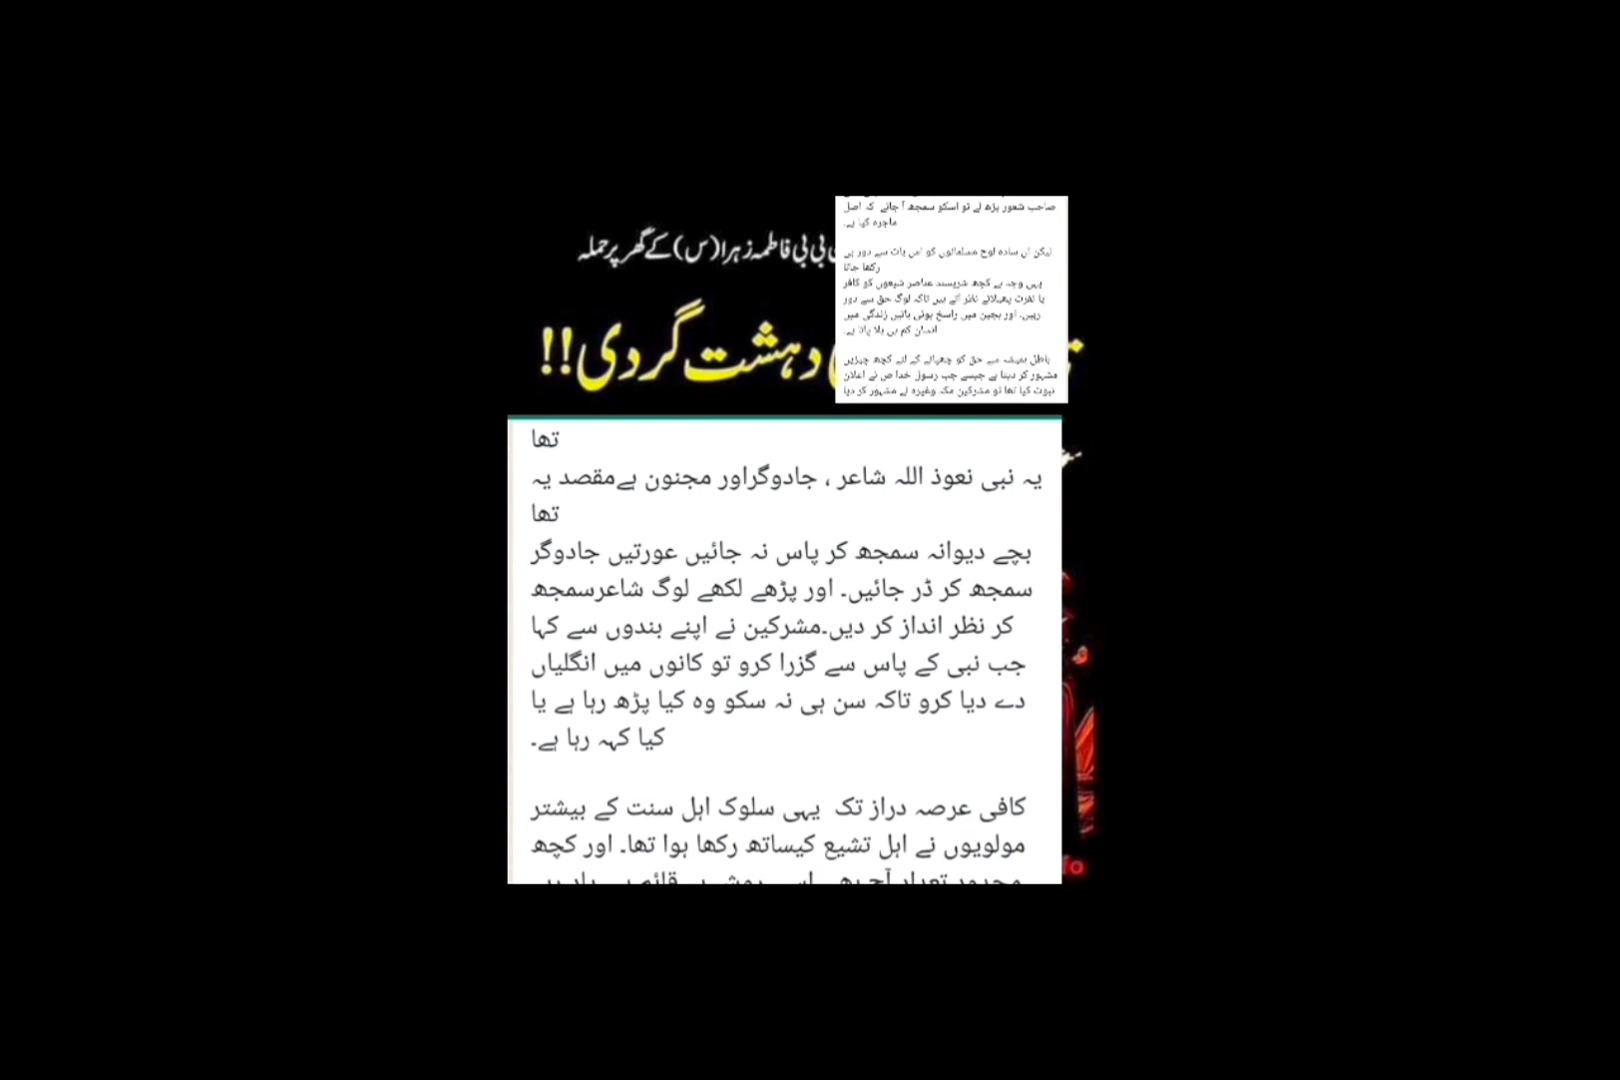 بی بی فاطمہ زہرا (س) کے گھر پر حملہ
دہشت گردی!!
صاحب شعور پڑھ لے تو اسکو سمجھ آ جائے کہ اصل
ماجرہ کیا ہے۔
لیکن ان سادہ لوح مسلمانوں کو اس بات سے دور ہی
رکھا جاتا
یہی وجہ ہے کچھ شرپسند عناصر شیعوں کو کافر
یا نفرت پھیلاتے نظر آتے ہیں تاکہ لوگ حق سے دور
رہیں۔ اور بچپن میں راسخ ہوئی باتیں زندگی میں
انسان کم ہی بلا پاتا ہے۔
باطل ہمیشہ سے حق کو چھپانے کے لئے کچھ چیزیں
مشہور کر دیتا ہے جیسے جب رسول خدا ص نے اعلان
نبوت کیا تھا تو مشرکین مکہ وغیرہ نے مشہور کر دیا
تھا
یہ نبی نعوذ اللہ شاعر ، جادوگراور مجنون ہےمقصد یہ
تھا
بچے دیوانہ سمجھ کر پاس نہ جائیں عورتیں جادوگر
سمجھ کر ڈر جائیں۔ اور پڑھے لکھے لوگ شاعرسمجھ
کر نظر انداز کر دیں۔مشرکین نے اپنے بندوں سے کہا
جب نبی کے پاس سے گزرا کرو تو کانوں میں انگلیاں
دے دیا کرو تاکہ سن ہی نہ سکو وہ کیا پڑھ رہا ہے یا
کیا کہہ رہا ہے۔
کافی عرصہ دراز تک یہی سلوک اہل سنت کے بیشتر
مولویوں نے اہل تشیع کیساتھ رکھا ہوا تھا۔ اور کچھ
fo